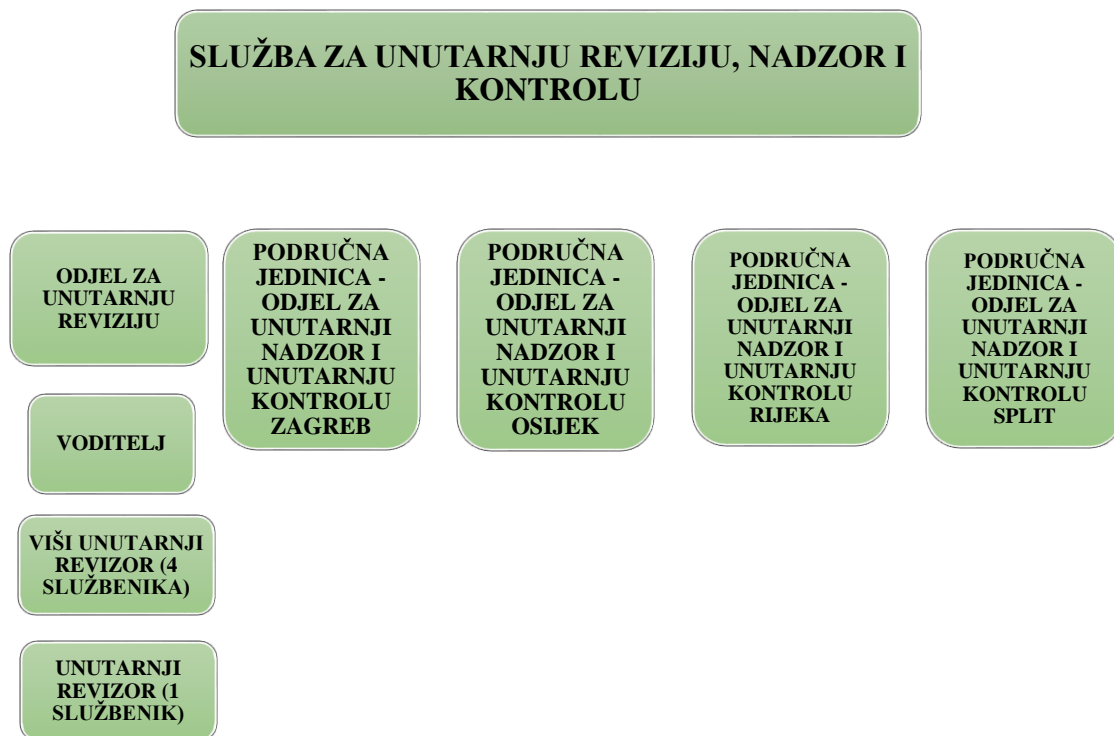 SLUŽBA ZA UNUTARNJU REVIZIJU, NADZOR I
KONTROLU
ODJEL ZA
UNUTARNJU
REVIZIJU
VODITELJ
VIŠI UNUTARNJI
REVIZOR (4
SLUŽBENIKA)
UNUTARNJI
REVIZOR (1
SLUŽBENIK)
PODRUČNA
JEDINICA -
ODJEL ZA
UNUTARNJI
NADZOR I
UNUTARNJU
KONTROLU
ZAGREB
PODRUČNA
JEDINICA -
ODJEL ZA
UNUTARNJI
NADZOR I
UNUTARNJU
KONTROLU
OSIJEK
PODRUČNA
JEDINICA -
ODJEL ZA
UNUTARNJI
NADZOR I
UNUTARNJU
KONTROLU
RIJEKA
PODRUČNA
JEDINICA -
ODJEL ZA
UNUTARNJI
NADZOR I
UNUTARNJU
KONTROLU
SPLIT